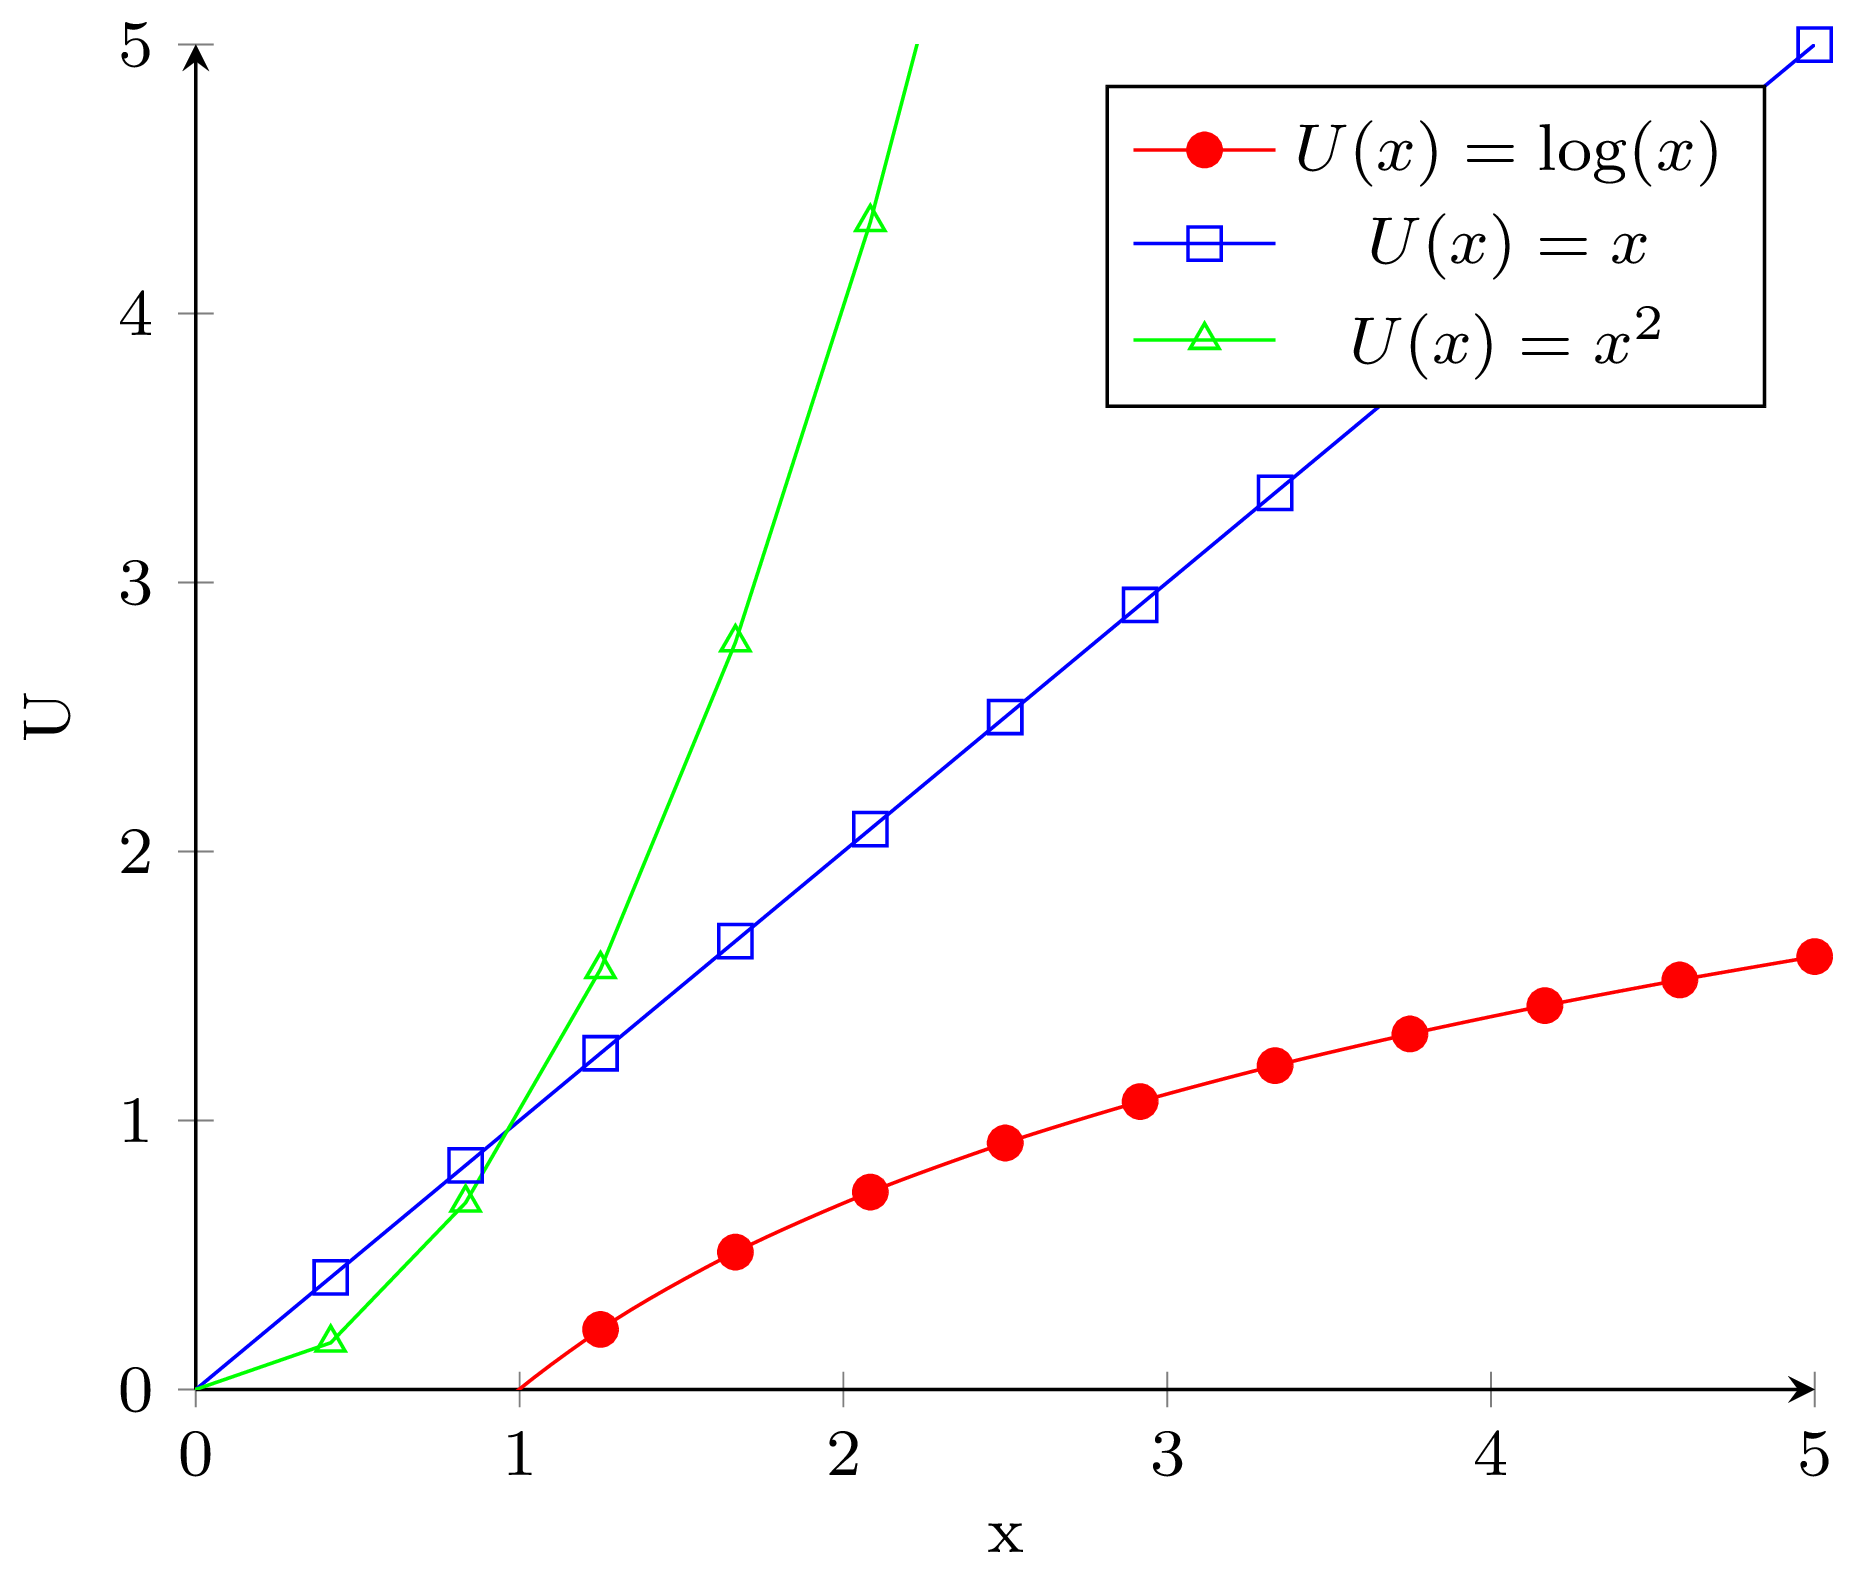 5
4
3
2
1
0
U
U(x) = log(x)
U(x) = x
U(x) = x²
0 1 2 3 4 5
x